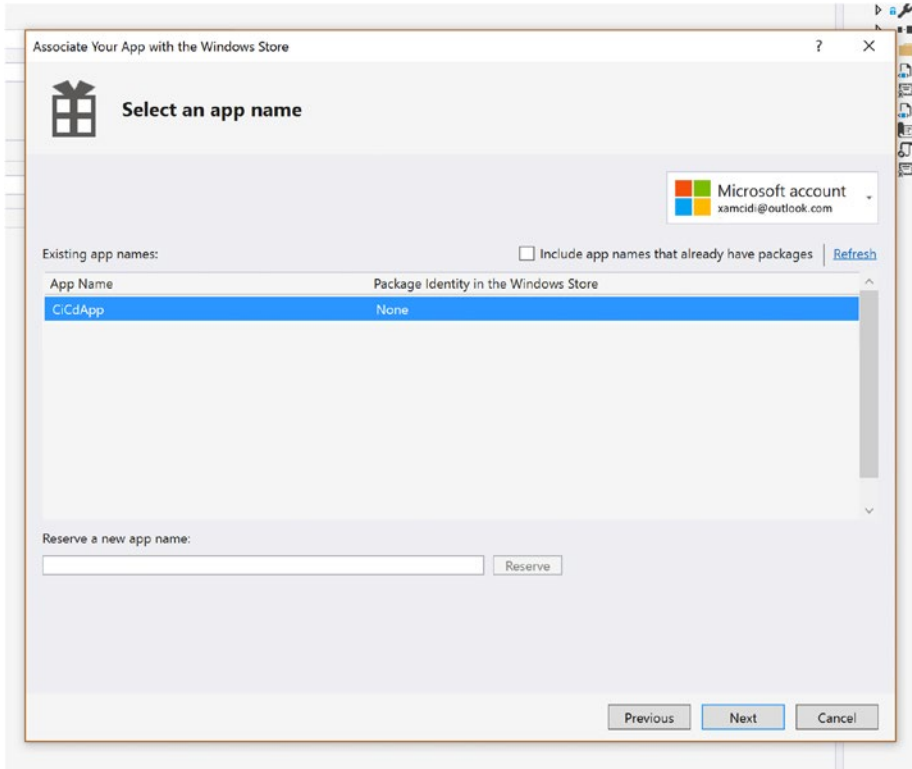 Associate Your App with the Windows Store
?
Select an app name
Microsoft account
xamcidi@outlook.com
Existing app names:
Include app names that already have packages
Refresh
App Name
Package Identity in the Windows Store
CiCdApp
None
Reserve a new app name:
Reserve
Previous
Next
Cancel